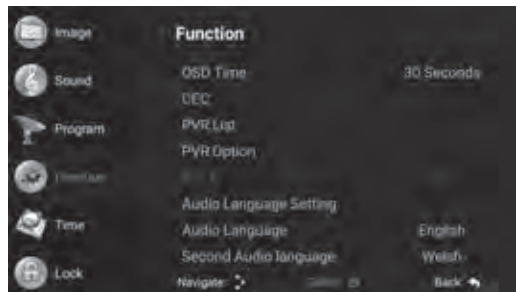 Image
Sound
Program
Time
Lock
Function
OSD Time 30 Seconds
CEC
PVR List
PVR Option
Audio Language Setting
Audio Language English
Second Audio language Welsh
Navigate Back